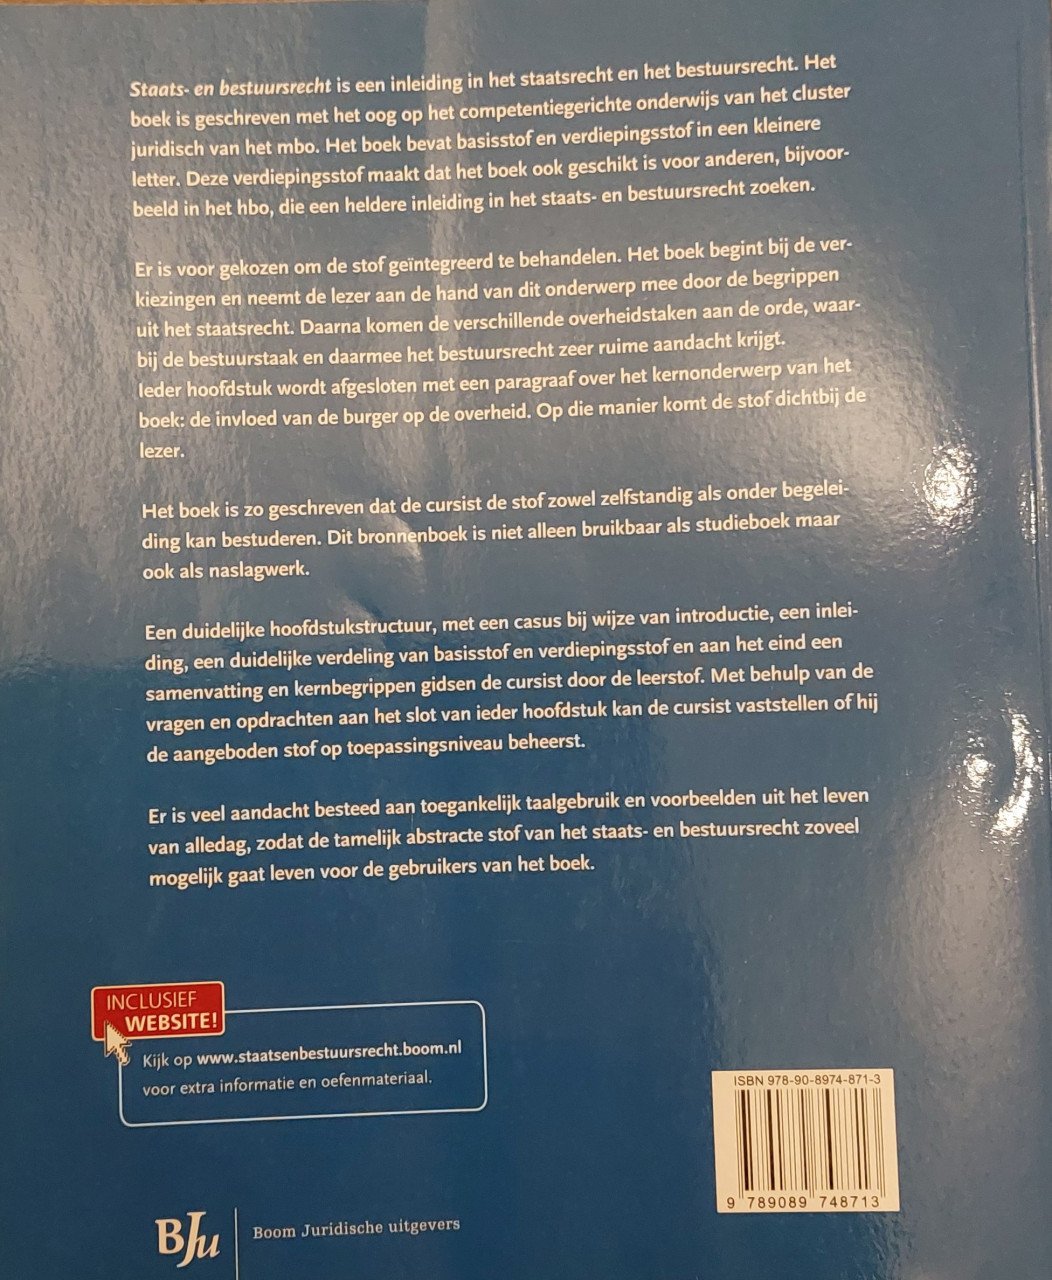 Staats- en bestuursrecht is een inleiding in het staatsrecht en het bestuursrecht. Het
boek is geschreven met het oog op het competentiegerichte onderwijs van het cluster
juridisch van het mbo. Het boek bevat basisstof en verdiepingsstof in een kleinere
letter. Deze verdiepingsstof maakt dat het boek ook geschikt is voor anderen, bijvoor-
beeld in het hbo, die een heldere inleiding in het staats- en bestuursrecht zoeken.
Er is voor gekozen om de stof geïntegreerd te behandelen. Het boek begint bij de ver-
kiezingen en neemt de lezer aan de hand van dit onderwerp mee door de begrippen
uit het staatsrecht. Daarna komen de verschillende overheidstaken aan de orde, waar-
bij de bestuurstaak en daarmee het bestuursrecht zeer ruime aandacht krijgt.
Ieder hoofdstuk wordt afgesloten met een paragraaf over het kernonderwerp van het
boek: de invloed van de burger op de overheid. Op die manier komt de stof dichtbij de
lezer.
Het boek is zo geschreven dat de cursist de stof zowel zelfstandig als onder begelei-
ding kan bestuderen. Dit bronnenboek is niet alleen bruikbaar als studieboek maar
ook als naslagwerk.
Een duidelijke hoofdstukstructuur, met een casus bij wijze van introductie, een inlei-
ding, een duidelijke verdeling van basisstof en verdiepingsstof en aan het eind een
samenvatting en kernbegrippen gidsen de cursist door de leerstof. Met behulp van de
vragen en opdrachten aan het slot van ieder hoofdstuk kan de cursist vaststellen of hij
de aangeboden stof op toepassingsniveau beheerst.
Er is veel aandacht besteed aan toegankelijk taalgebruik en voorbeelden uit het leven
van alledag, zodat de tamelijk abstracte stof van het staats- en bestuursrecht zoveel
mogelijk gaat leven voor de gebruikers van het boek.
INCLUSIEF
WEBSITE!
Kijk op www.staatsenbestuursrecht.boom.nl
voor extra informatie en oefenmateriaal.
ISBN 978-90-8974-871-3
9 789089 748713
BJu
Boom Juridische uitgevers